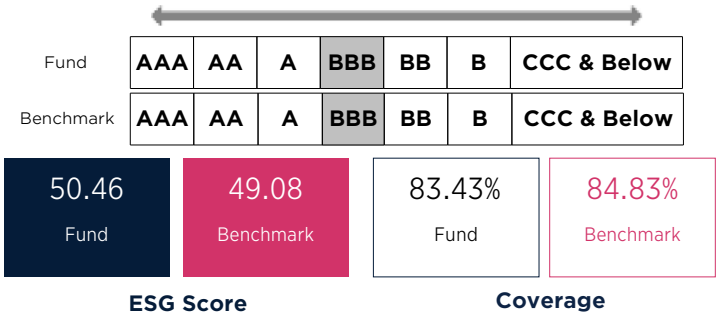 Fund AAA AA A BBB BB B CCC & Below
Benchmark AAA AA A BBB BB B CCC & Below
50.46 49.08 83.43% 84.83%
Fund Benchmark Fund Benchmark
ESG Score Coverage